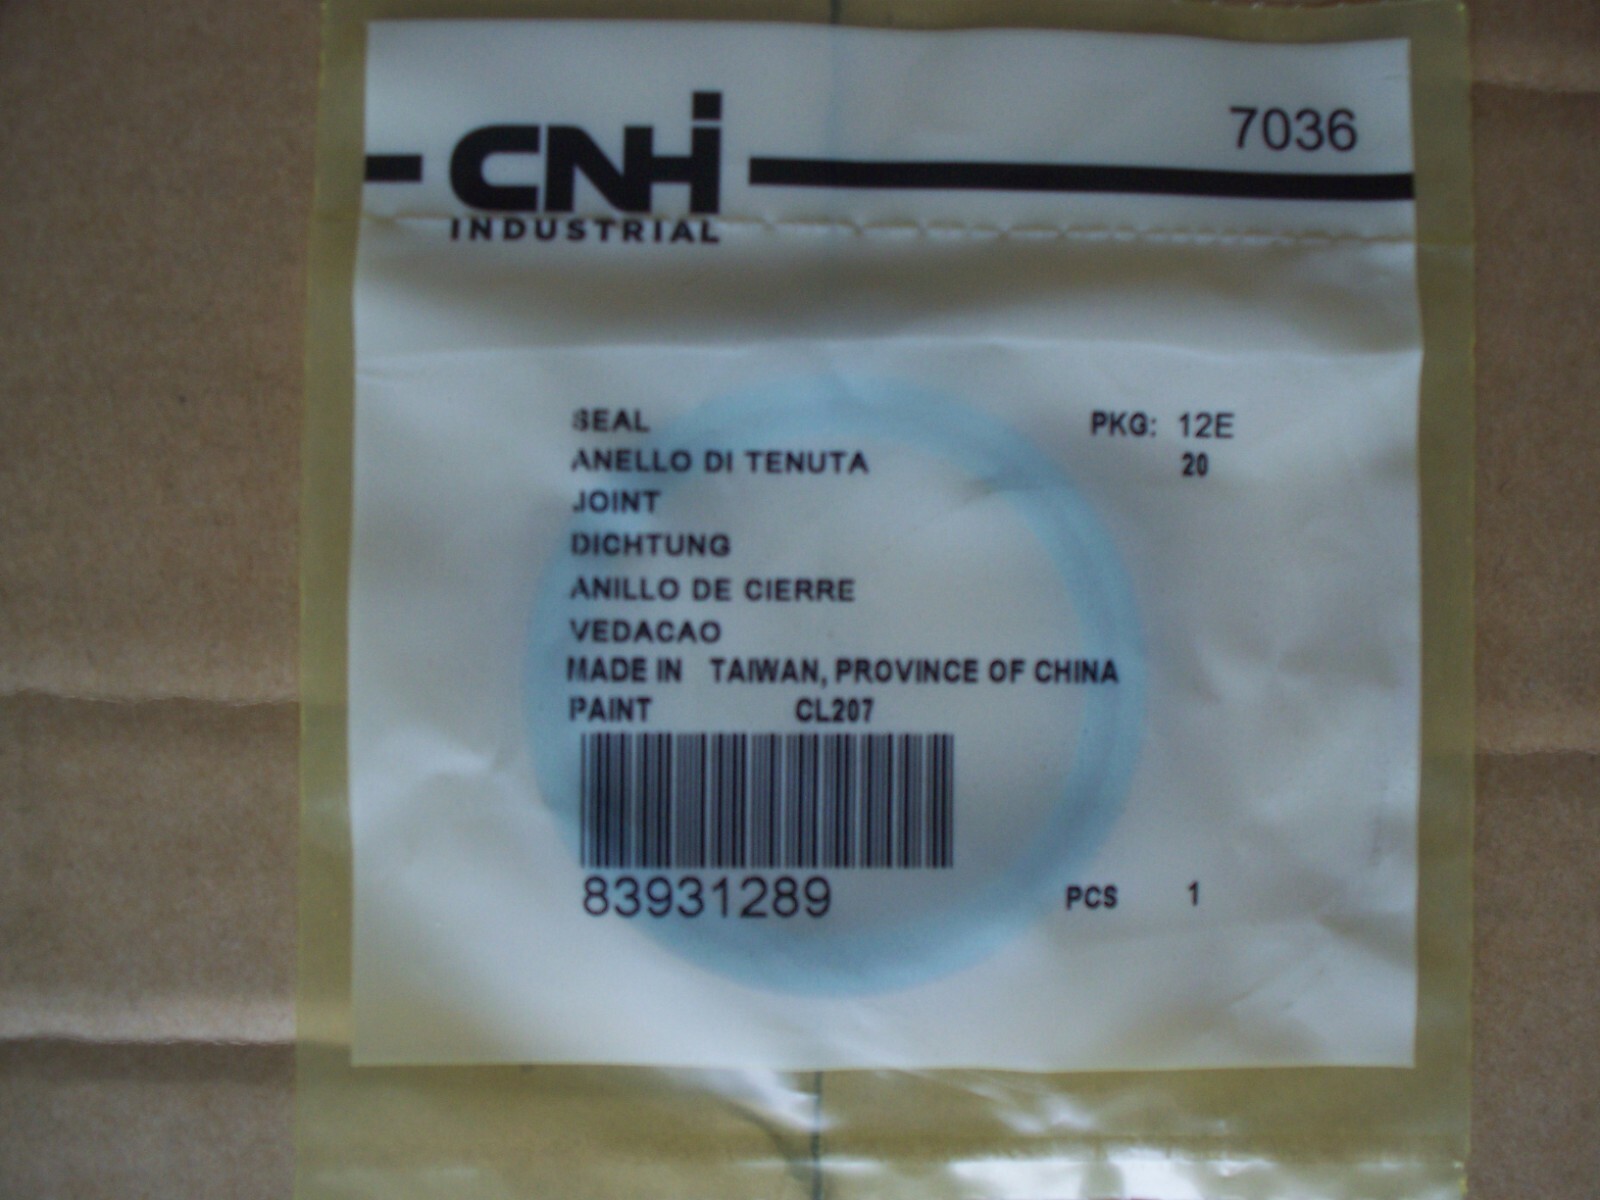 7036
CNH
INDUSTRIAL
SEAL PKG: 12E
ANELLO DI TENUTA 20
JOINT
DICHTUNG
ANILLO DE CIERRE
VEDACAO
MADE IN TAIWAN, PROVINCE OF CHINA
PAINT CL207
83931289 PCS 1